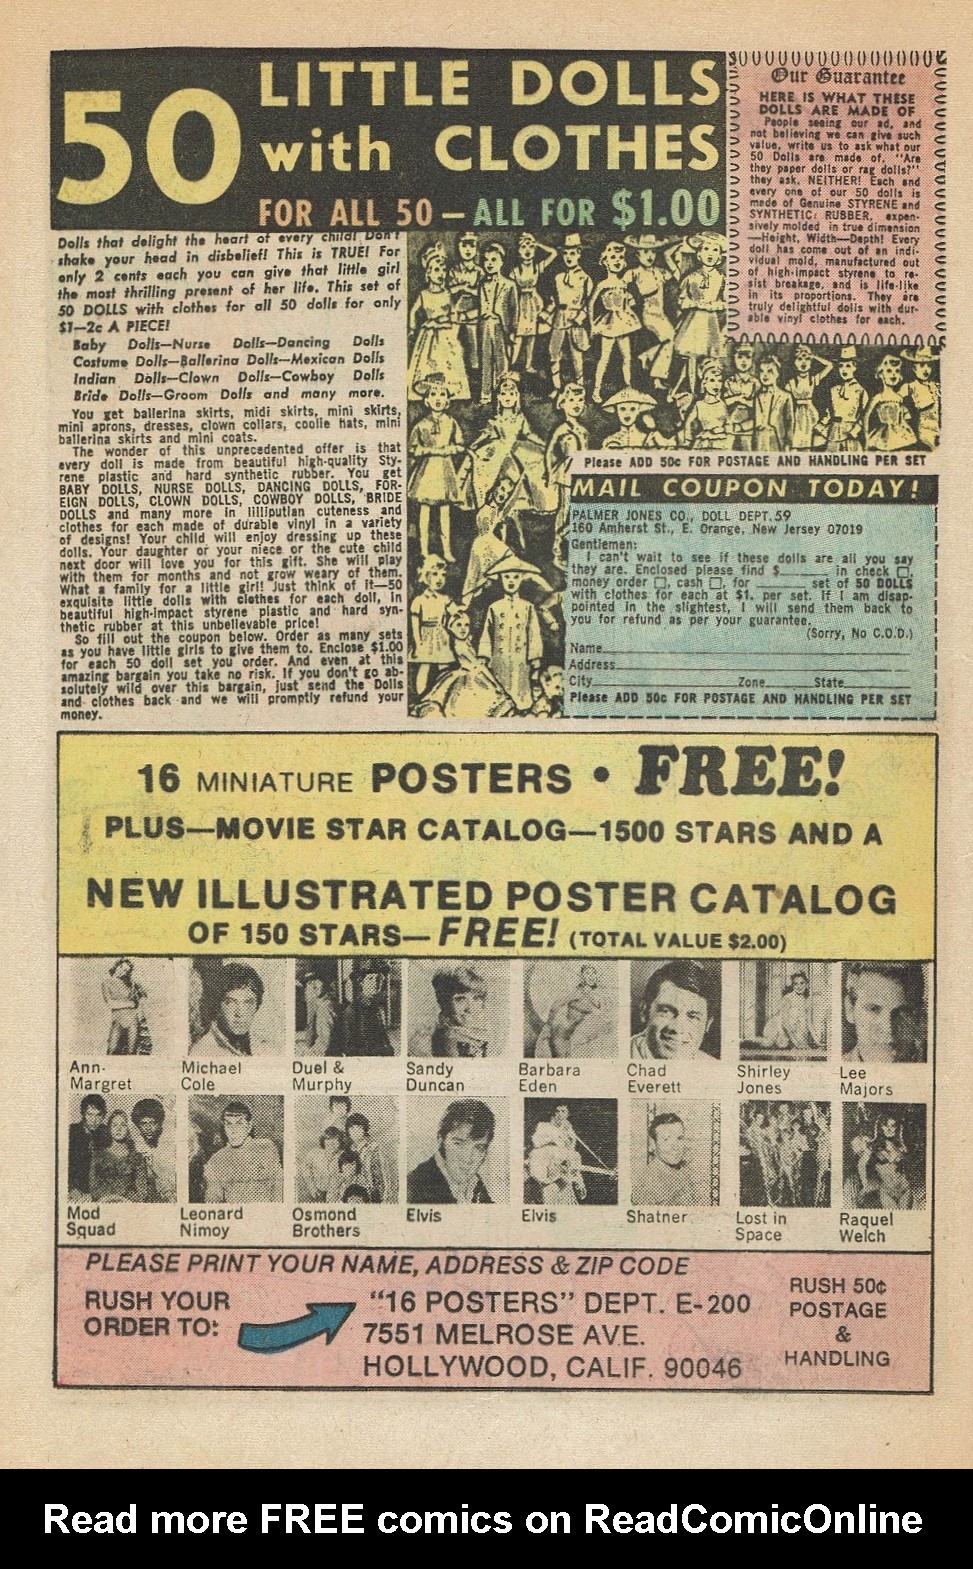 50
LITTLE DOLLS
with CLOTHES
FOR ALL 50 — ALL FOR $1.00
Dolls that delight the heart of every child! Don't
shake your head in disbelief! This is TRUE! For
only 2 cents each you can give that little girl
the most thrilling present of her life. This set of
50 DOLLS with clothes for all 50 dolls for only
$1—2c A PIECE!
Baby Dolls—Nurse Dolls—Dancing Dolls
Costume Dolls—Ballerina Dolls—Mexican Dolls
Indian Dolls—Clown Dolls—Cowboy Dolls
Bride Dolls—Groom Dolls and many more.
You get ballerina skirts, midi skirts, mini skirts,
mini aprons, dresses, clown collars, coolie hats, mini
ballerina skirts and mini coats.
The wonder of this unprecedented offer is that
every doll is made from beautiful high-quality Sty-
rene plastic and hard synthetic rubber. You get
BABY DOLLS, NURSE DOLLS, DANCING DOLLS, FOR-
EIGN DOLLS, CLOWN DOLLS, COWBOY DOLLS, BRIDE
DOLLS and many more in lilliputian cuteness and
clothes for each made of durable vinyl in a variety
of designs! Your child will enjoy dressing up these
dolls. Your daughter or your niece or the cute child
next door will love you for this gift. She will play
with them for months and not grow weary of them.
What a family for a little girl! Just think of it—50
exquisite little dolls with clothes for each doll, in
beautiful high-impact styrene plastic and hard syn-
thetic rubber at this unbelievable price!
So fill out the coupon below. Order as many sets
as you have little girls to give them to. Enclose $1.00
for each 50 doll set you order. And even at this
amazing bargain you take no risk. If you don't go ab-
solutely wild over this bargain, just send the Dolls
and clothes back and we will promptly refund your
money.
Our Guarantee
HERE IS WHAT THESE
DOLLS ARE MADE OF
People seeing our ad, and
not believing we can give such
value, write us to ask what our
50 Dolls are made of. "Are
they paper dolls or rag dolls?"
they ask. NEITHER! Each and
every one of our 50 dolls is
made of Genuine STYRENE and
SYNTHETIC RUBBER, expen-
sively molded in true dimension
—Height, Width—Depth! Every
doll has come out of an indi-
vidual mold, manufactured out
of high-impact styrene to re-
sist breakage, and is life-like
in its proportions. They are
truly delightful dolls with dur-
able vinyl clothes for each.
Please ADD 50c FOR POSTAGE AND HANDLING PER SET
MAIL COUPON TODAY!
PALMER JONES CO., DOLL DEPT. 59
160 Amherst St., E. Orange, New Jersey 07019
Gentlemen:
I can't wait to see if these dolls are all you say
they are. Enclosed please find $______ in check □,
money order □, cash □, for ______ set of 50 DOLLS
with clothes for each at $1. per set. If I am disap-
pointed in the slightest, I will send them back to
you for refund as per your guarantee.
(Sorry, No C.O.D.)
Name______
Address______
City______ Zone______ State______
Please ADD 50c FOR POSTAGE AND HANDLING PER SET
16 MINIATURE POSTERS • FREE!
PLUS—MOVIE STAR CATALOG—1500 STARS AND A
NEW ILLUSTRATED POSTER CATALOG
OF 150 STARS—FREE! (TOTAL VALUE $2.00)
Ann-
Margret
Michael
Cole
Duel &
Murphy
Sandy
Duncan
Barbara
Eden
Chad
Everett
Shirley
Jones
Lee
Majors
Mod
Squad
Leonard
Nimoy
Osmond
Brothers
Elvis
Elvis
Shatner
Lost in
Space
Raquel
Welch
PLEASE PRINT YOUR NAME, ADDRESS & ZIP CODE
RUSH YOUR
ORDER TO:
"16 POSTERS" DEPT. E-200
7551 MELROSE AVE.
HOLLYWOOD, CALIF. 90046
RUSH 50¢
POSTAGE
&
HANDLING
Read more FREE comics on ReadComicOnline